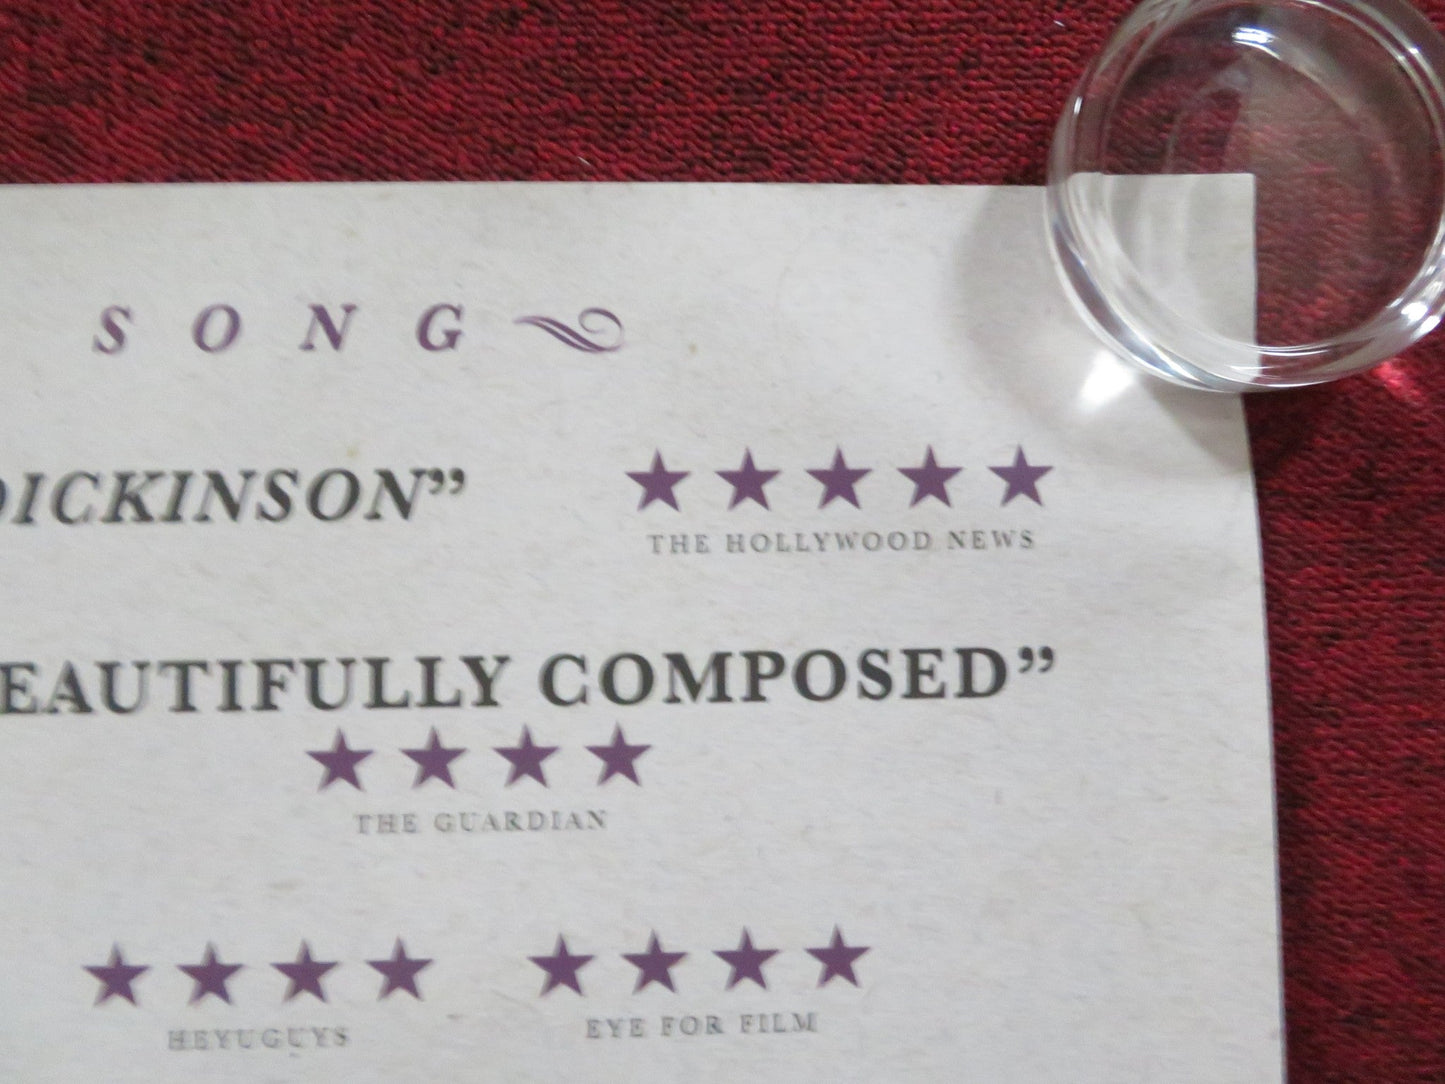 SONG
DICKINSON”
THE HOLLYWOOD NEWS
EAUTIFULLY COMPOSED”
THE GUARDIAN
HEYUGUYS
EYE FOR FILM